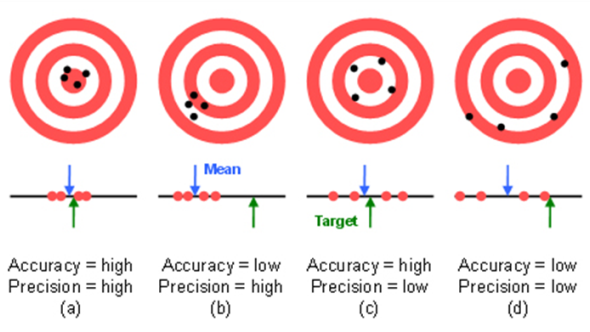 Mean
Target
Accuracy = high
Precision = high
(a)
Accuracy = low
Precision = high
(b)
Accuracy = high
Precision = low
(c)
Accuracy = low
Precision = low
(d)